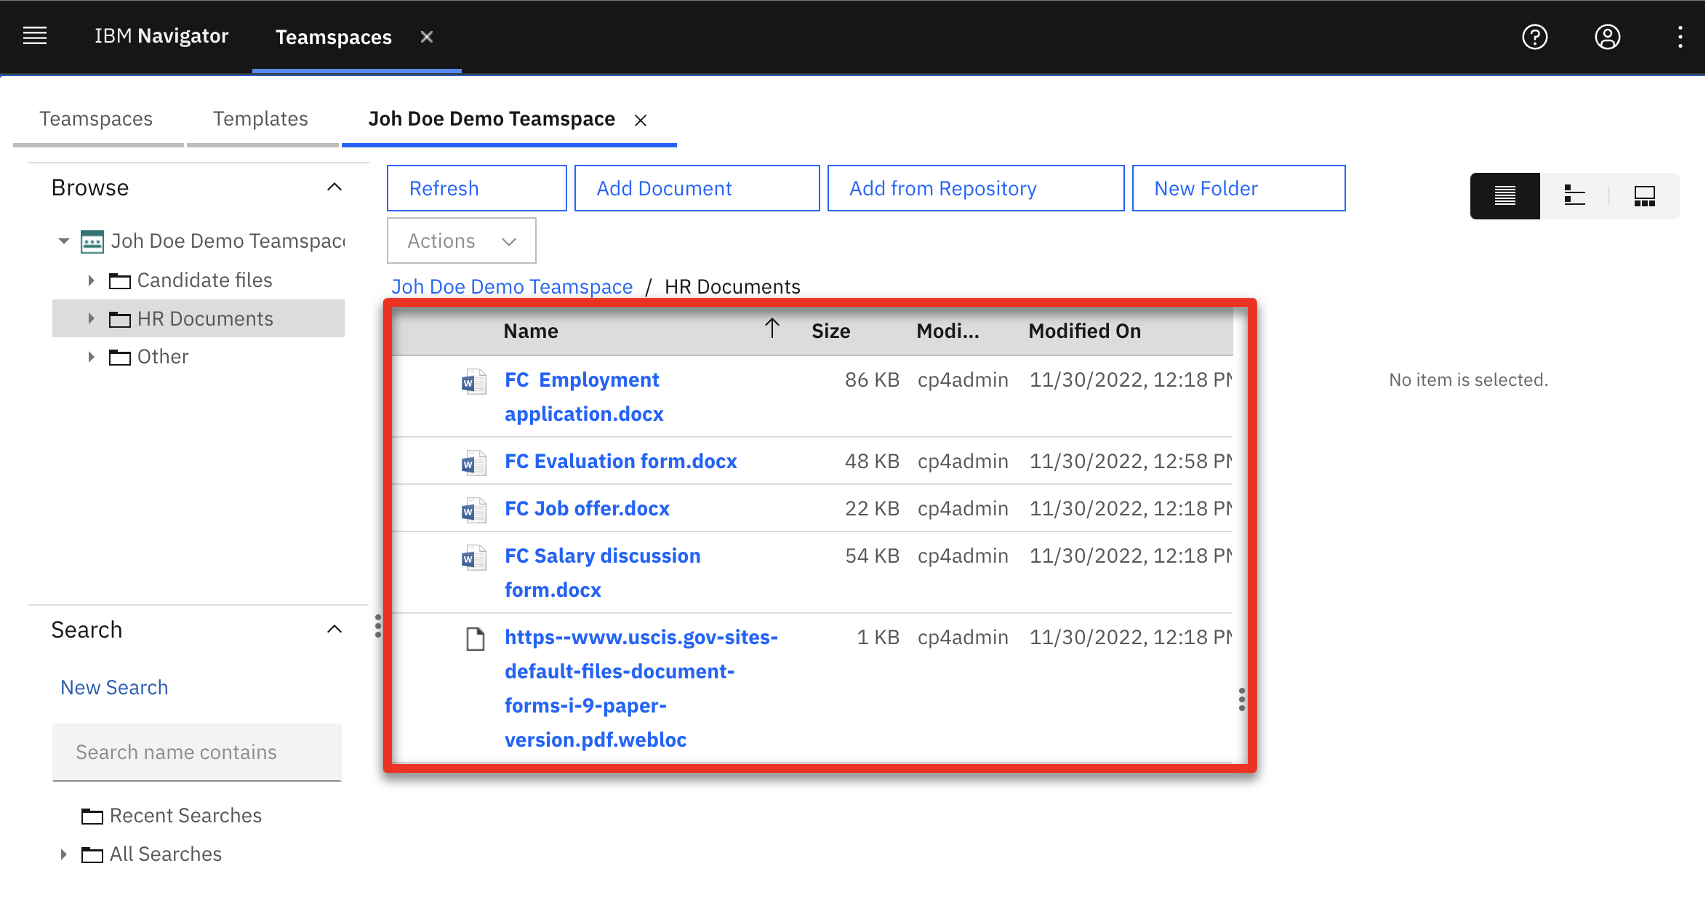 IBM Navigator
Teamspaces
Teamspaces
Templates
Joh Doe Demo Teamspace
Browse
Joh Doe Demo Teamspace
Candidate files
HR Documents
Other
Search
New Search
Search name contains
Recent Searches
All Searches
Refresh
Add Document
Add from Repository
New Folder
Actions
Joh Doe Demo Teamspace / HR Documents
Name Size Modi... Modified On
FC Employment 86 KB cp4admin 11/30/2022, 12:18 PM
application.docx
FC Evaluation form.docx 48 KB cp4admin 11/30/2022, 12:58 PM
FC Job offer.docx 22 KB cp4admin 11/30/2022, 12:18 PM
FC Salary discussion 54 KB cp4admin 11/30/2022, 12:18 PM
form.docx
https--www.uscis.gov-sites- 1 KB cp4admin 11/30/2022, 12:18 PM
default-files-document-
forms-i-9-paper-
version.pdf.webloc
No item is selected.